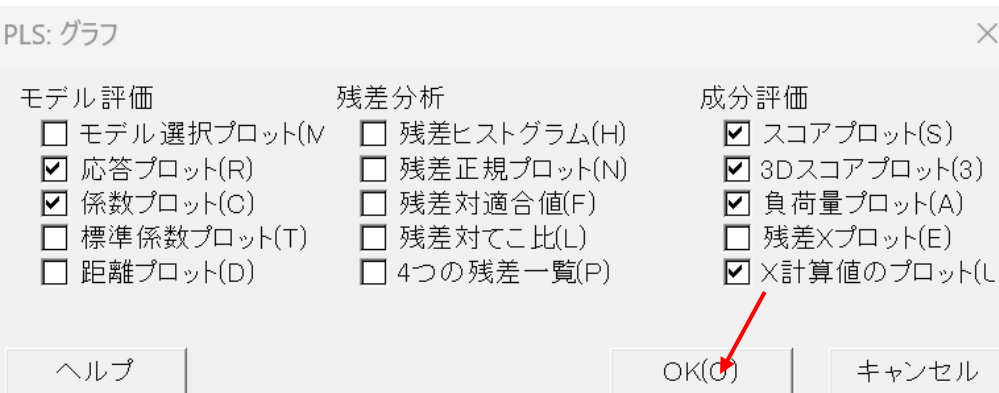 PLS: グラフ
モデル評価
モデル選択プロット(M
応答プロット(R)
係数プロット(C)
標準係数プロット(T)
距離プロット(D)
残差分析
残差ヒストグラム(H)
残差正規プロット(N)
残差対適合値(F)
残差対てこ比(L)
4つの残差一覧(P)
成分評価
スコアプロット(S)
3Dスコアプロット(3)
負荷量プロット(A)
残差Xプロット(E)
X計算値のプロット(L
ヘルプ
OK(O)
キャンセル